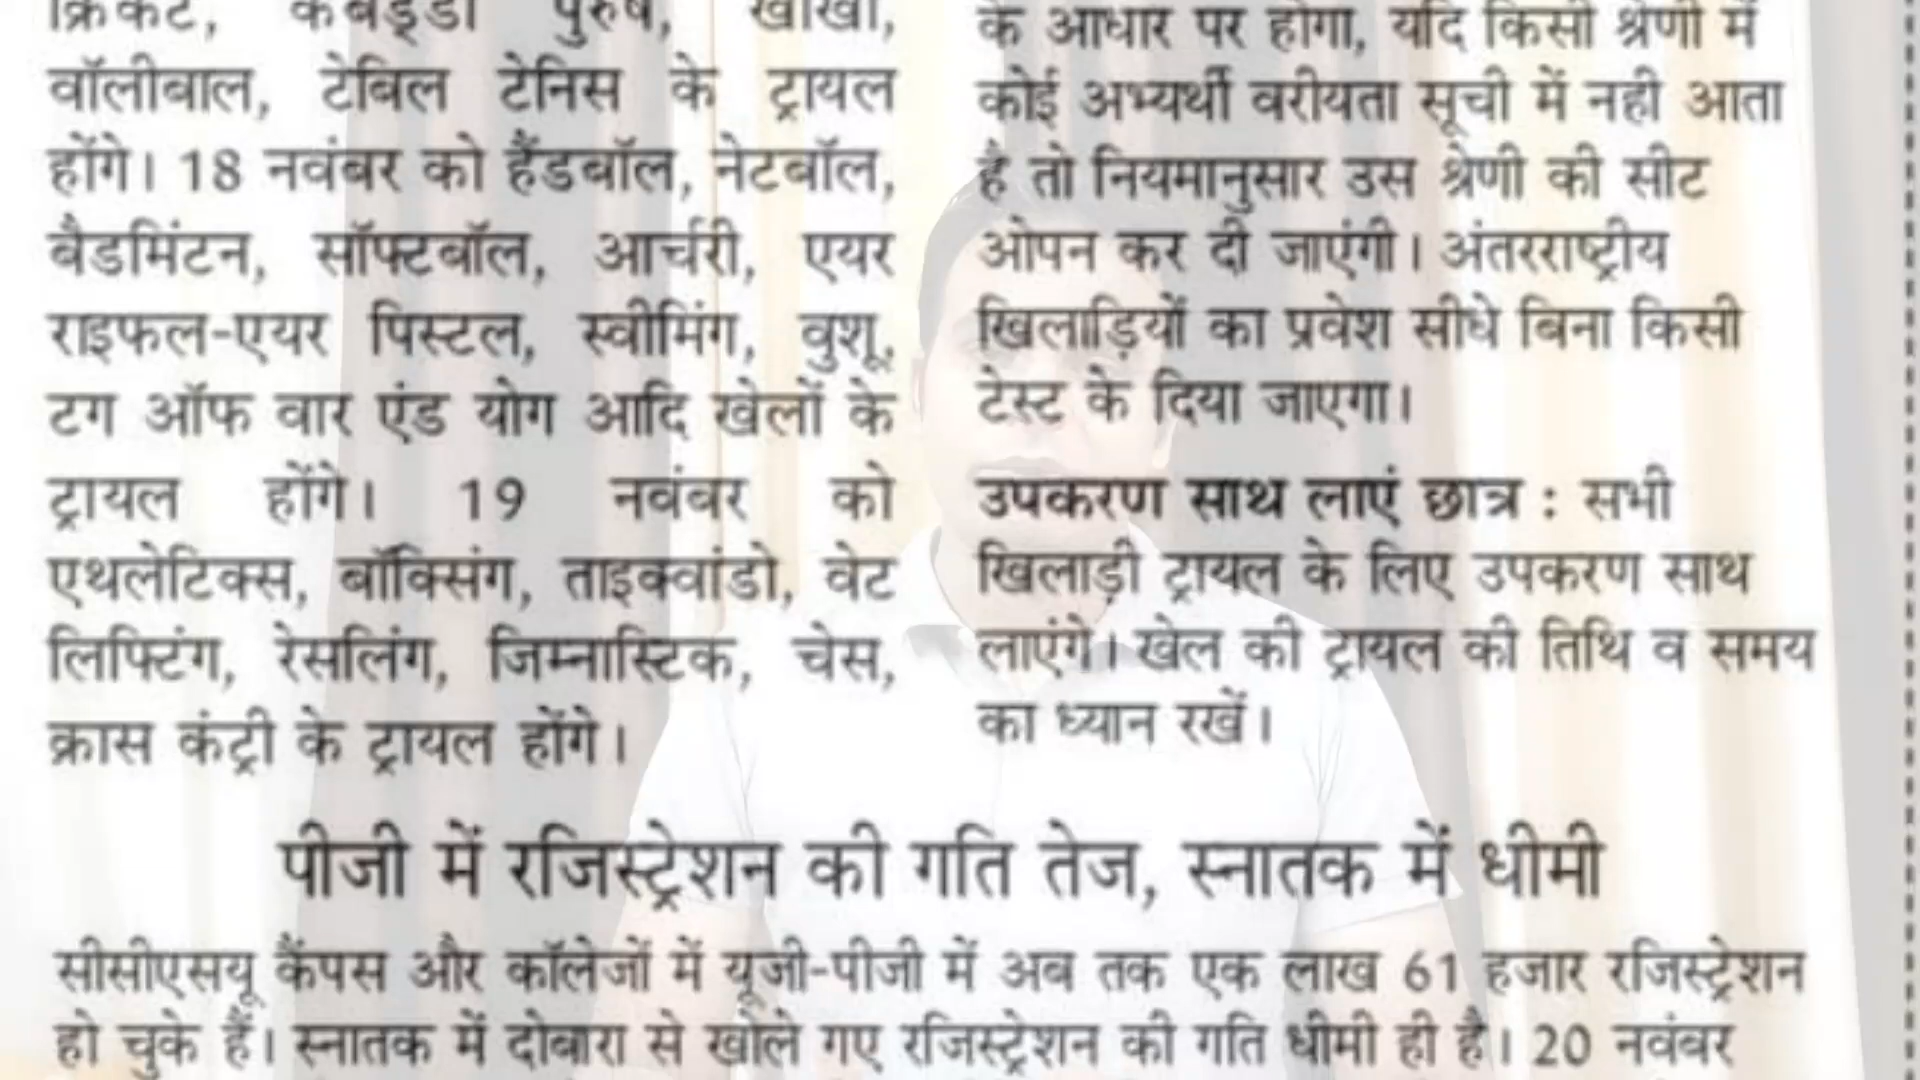 क्रिकेट, कबड्डी पुरुष, खोखो,
वॉलीबाल, टेबिल टेनिस के ट्रायल
होंगे। 18 नवंबर को हैंडबॉल, नेटबॉल,
बैडमिंटन, सॉफ्टबॉल, आर्चरी, एयर
राइफल-एयर पिस्टल, स्वीमिंग, वुशू,
टग ऑफ वार एंड योग आदि खेलों के
ट्रायल होंगे। 19 नवंबर को
एथलेटिक्स, बॉक्सिंग, ताइक्वांडो, वेट
लिफ्टिंग, रेसलिंग, जिम्नास्टिक, चेस,
क्रास कंट्री के ट्रायल होंगे।
के आधार पर होगा, यदि किसी श्रेणी में
कोई अभ्यर्थी वरीयता सूची में नही आता
है तो नियमानुसार उस श्रेणी की सीट
ओपन कर दी जाएंगी। अंतरराष्ट्रीय
खिलाड़ियों का प्रवेश सीधे बिना किसी
टेस्ट के दिया जाएगा।
उपकरण साथ लाएं छात्र : सभी
खिलाड़ी ट्रायल के लिए उपकरण साथ
लाएंगे। खेल की ट्रायल की तिथि व समय
का ध्यान रखें।
पीजी में रजिस्ट्रेशन की गति तेज, स्नातक में धीमी
सीसीएसयू कैंपस और कॉलेजों में यूजी-पीजी में अब तक एक लाख 61 हजार रजिस्ट्रेशन
हो चुके हैं। स्नातक में दोबारा से खोले गए रजिस्ट्रेशन की गति धीमी ही है। 20 नवंबर